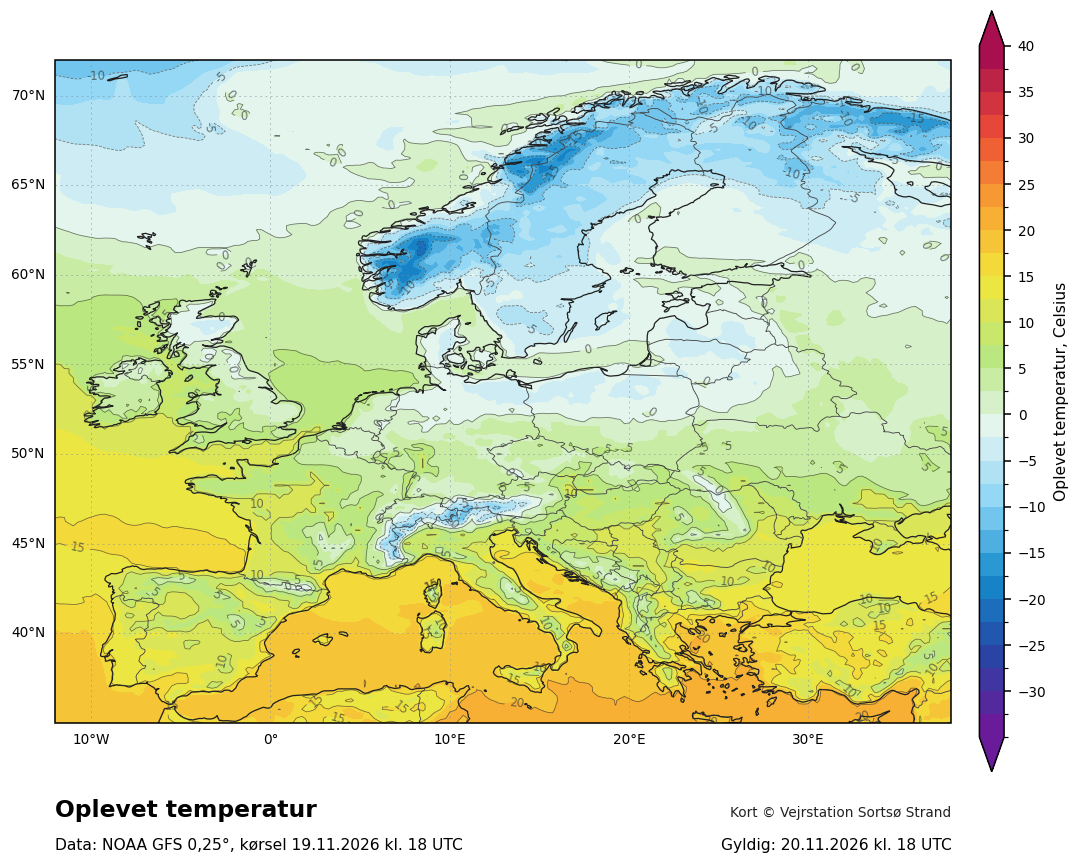 40
35
30
25
20
15
10
5
0
−5
−10
−15
−20
−25
−30
Oplevet temperatur, Celsius
70°N
65°N
60°N
55°N
50°N
45°N
40°N
10°W
0°
10°E
20°E
30°E
Oplevet temperatur
Kort © Vejrstation Sortsø Strand
Data: NOAA GFS 0,25°, kørsel 19.11.2026 kl. 18 UTC
Gyldig: 20.11.2026 kl. 18 UTC